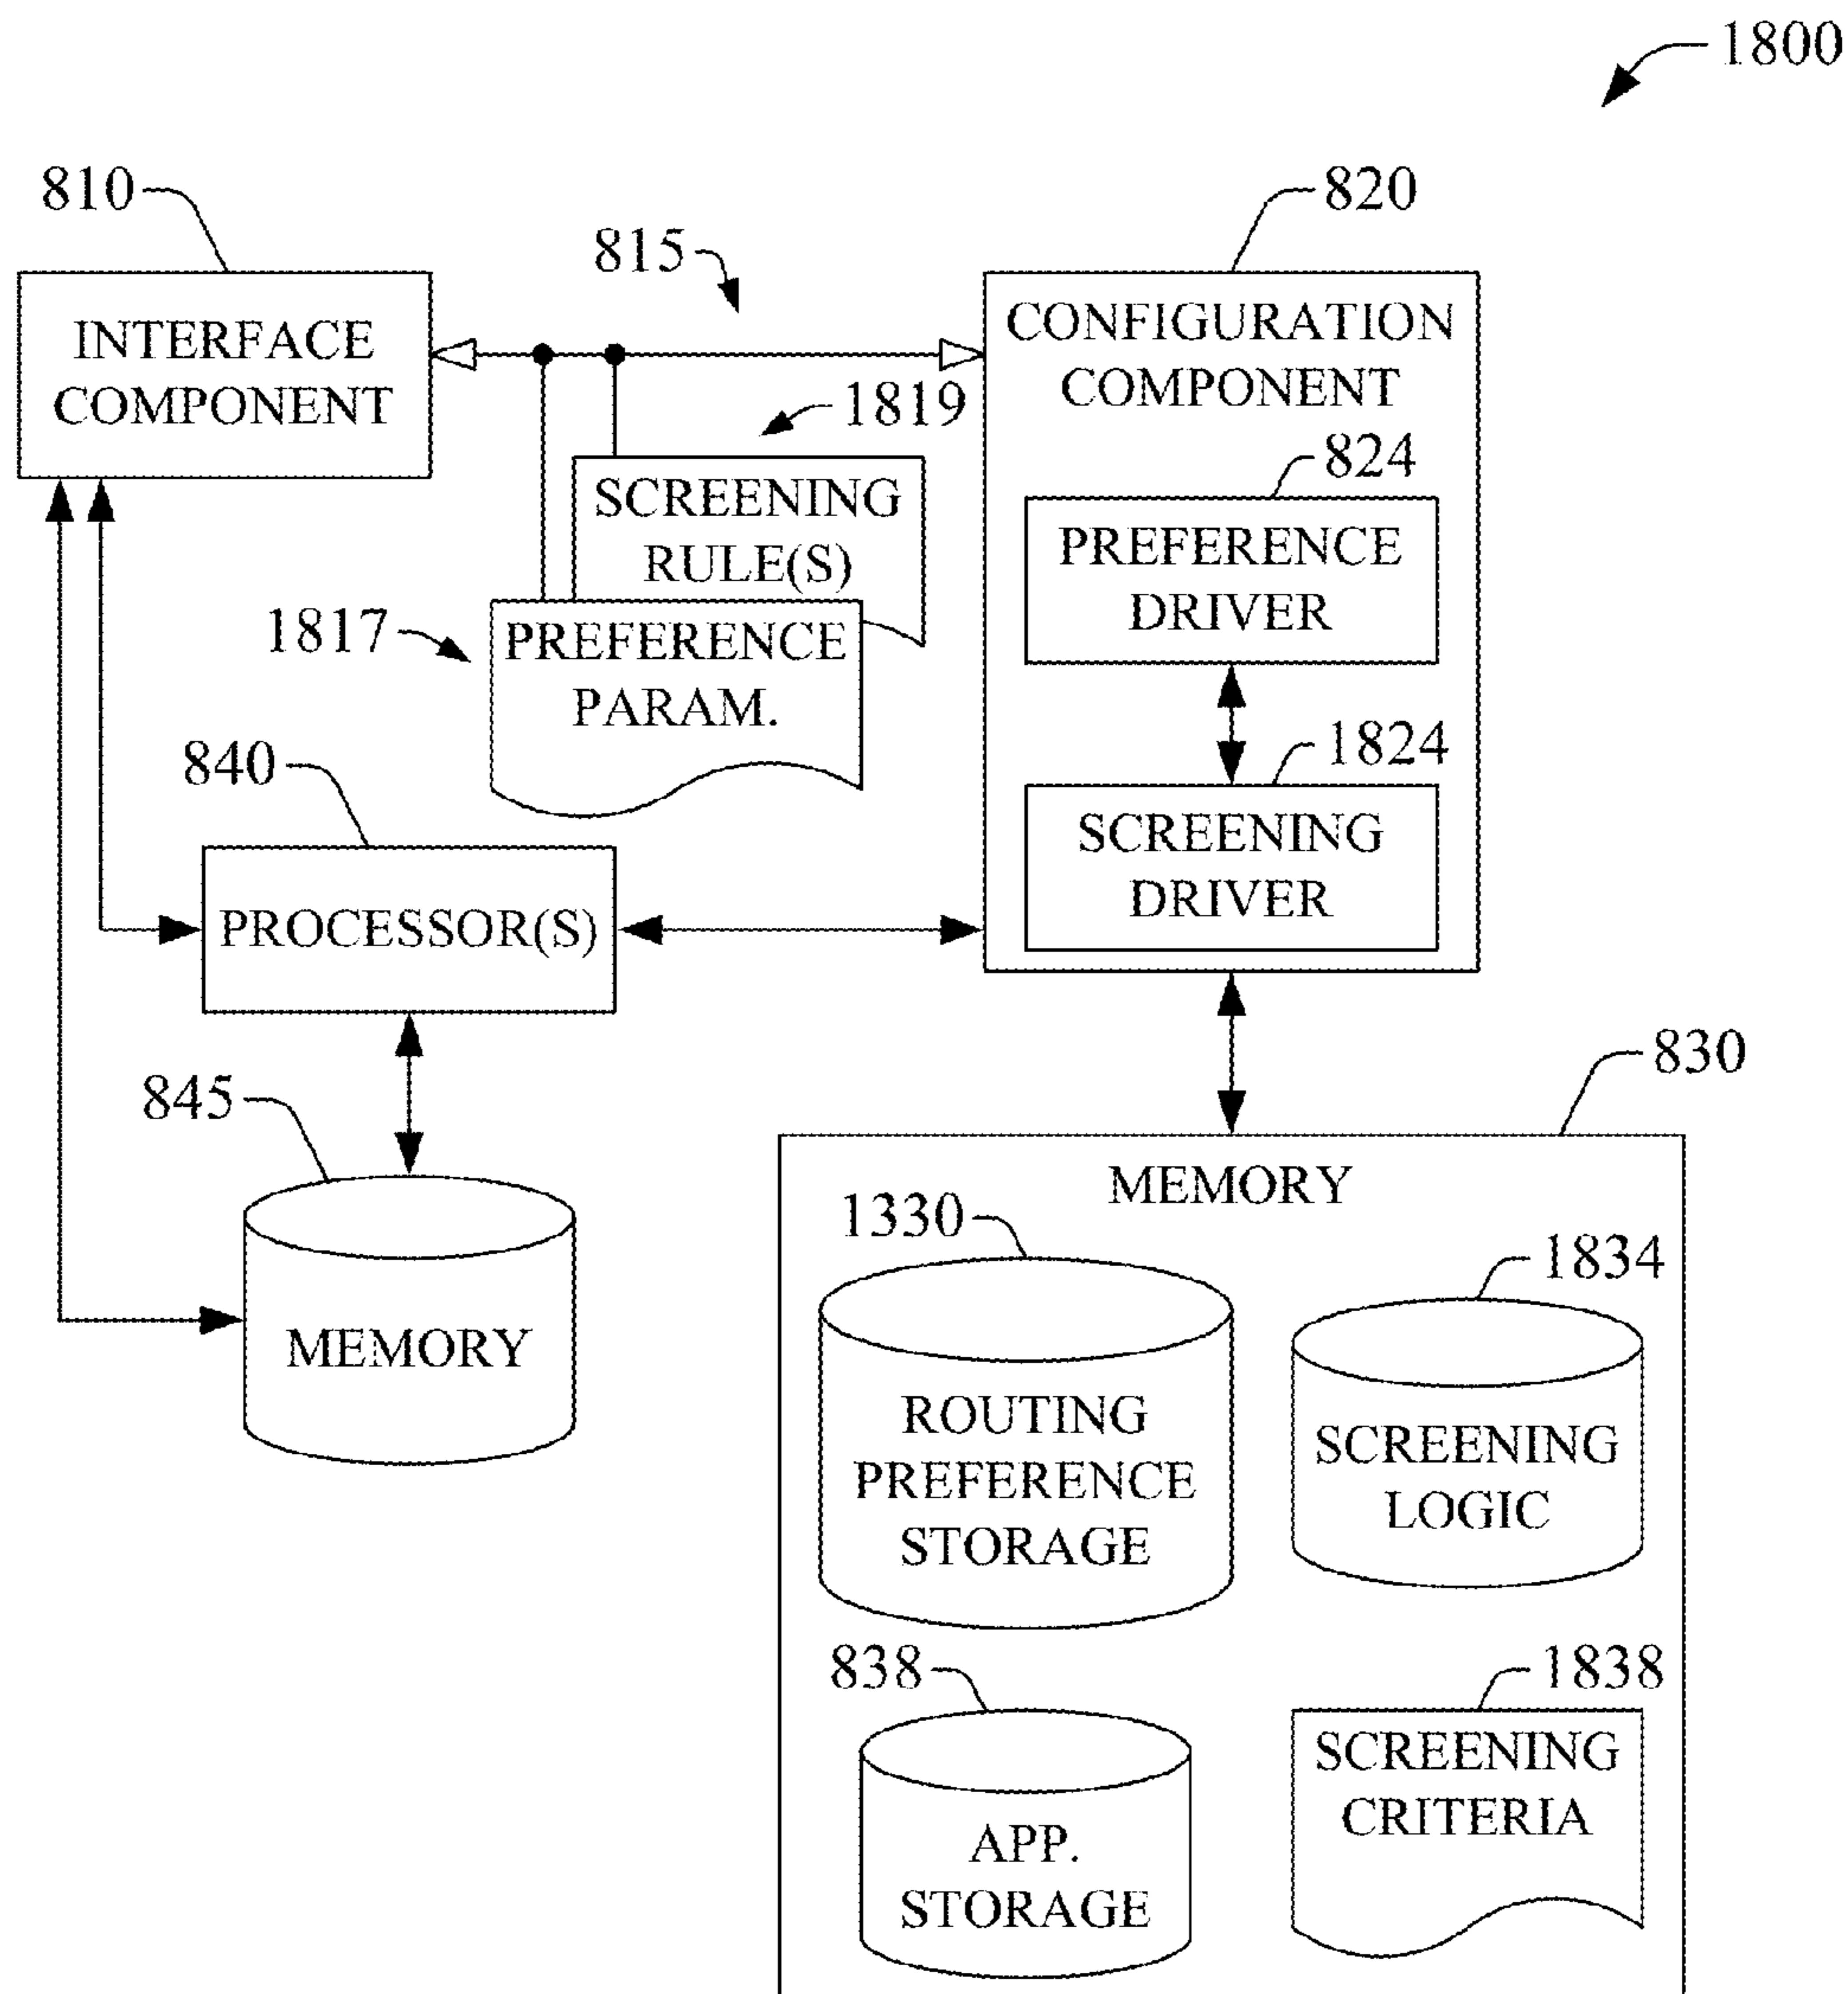 1800
810
820
815
INTERFACE
COMPONENT
CONFIGURATION
COMPONENT
1819
824
SCREENING
RULE(S)
PREFERENCE
DRIVER
1817
PREFERENCE
PARAM.
1824
840
SCREENING
DRIVER
PROCESSOR(S)
830
845
MEMORY
MEMORY
1330
1834
ROUTING
PREFERENCE
STORAGE
SCREENING
LOGIC
838
1838
SCREENING
CRITERIA
APP.
STORAGE